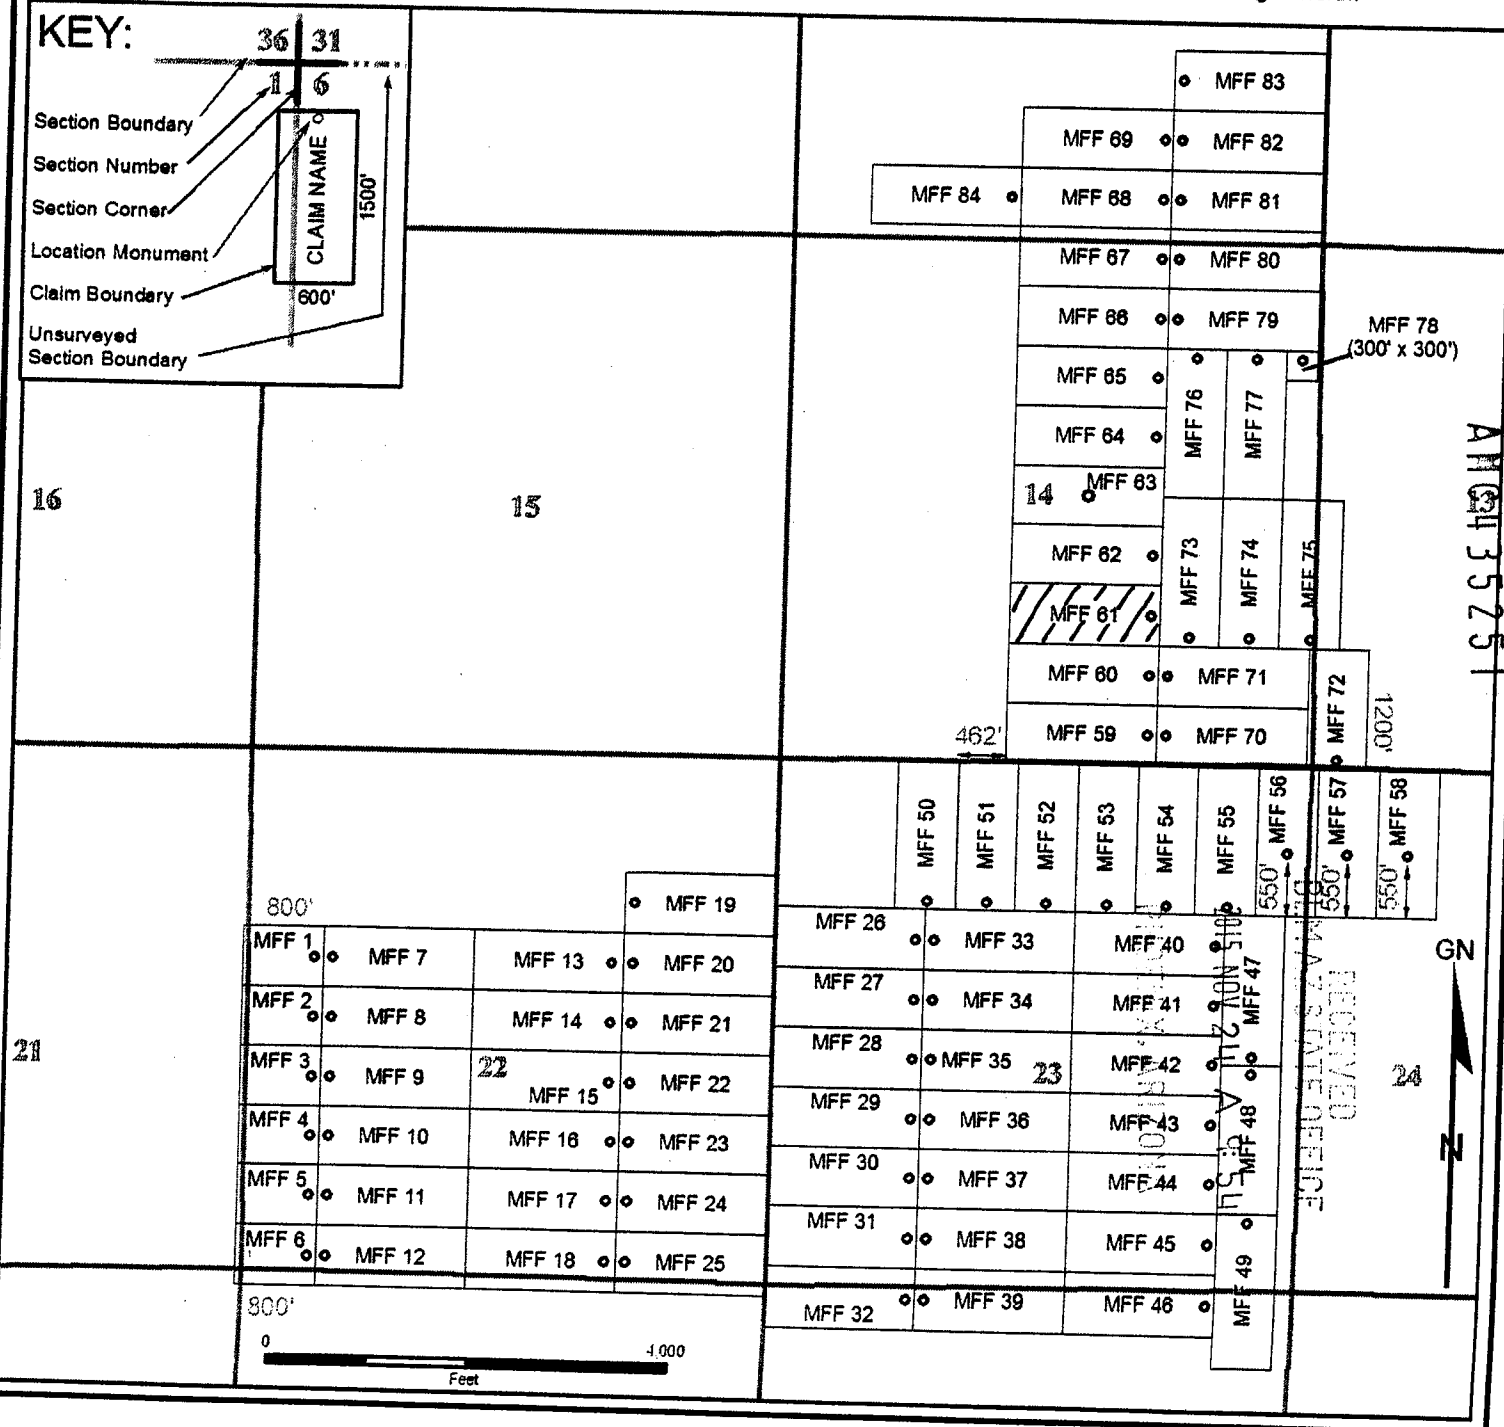 KEY:
36 31
1 6
Section Boundary
Section Number
Section Corner
Location Monument
Claim Boundary
Unsurveyed
Section Boundary
CLAIM NAME
1500'
600'
MFF 83
MFF 69
MFF 82
MFF 84
MFF 68
MFF 81
MFF 67
MFF 80
MFF 66
MFF 79
MFF 78
(300' x 300')
MFF 65
MFF 76
MFF 77
MFF 64
16
15
14
MFF 63
MFF 62
MFF 73
MFF 74
MFF 75
MFF 61
MFF 60
MFF 71
MFF 72
1200'
462'
MFF 59
MFF 70
MFF 50
MFF 51
MFF 52
MFF 53
MFF 54
MFF 55
MFF 56
MFF 57
MFF 58
550'
550'
550'
800'
MFF 19
MFF 1
MFF 7
MFF 13
MFF 20
MFF 26
MFF 33
MFF 40
MFF 47
GN
MFF 2
MFF 8
MFF 14
MFF 21
MFF 27
MFF 34
MFF 41
21
MFF 3
MFF 9
22
MFF 15
MFF 22
MFF 28
MFF 35
23
MFF 42
24
MFF 4
MFF 10
MFF 16
MFF 23
MFF 29
MFF 36
MFF 43
MFF 48
N
MFF 5
MFF 11
MFF 17
MFF 24
MFF 30
MFF 37
MFF 44
MFF 6
MFF 12
MFF 18
MFF 25
MFF 31
MFF 38
MFF 45
MFF 49
MFF 32
MFF 39
MFF 46
800'
0
4,000
Feet
RECEIVED
STATE OFFICE
2015 NOV